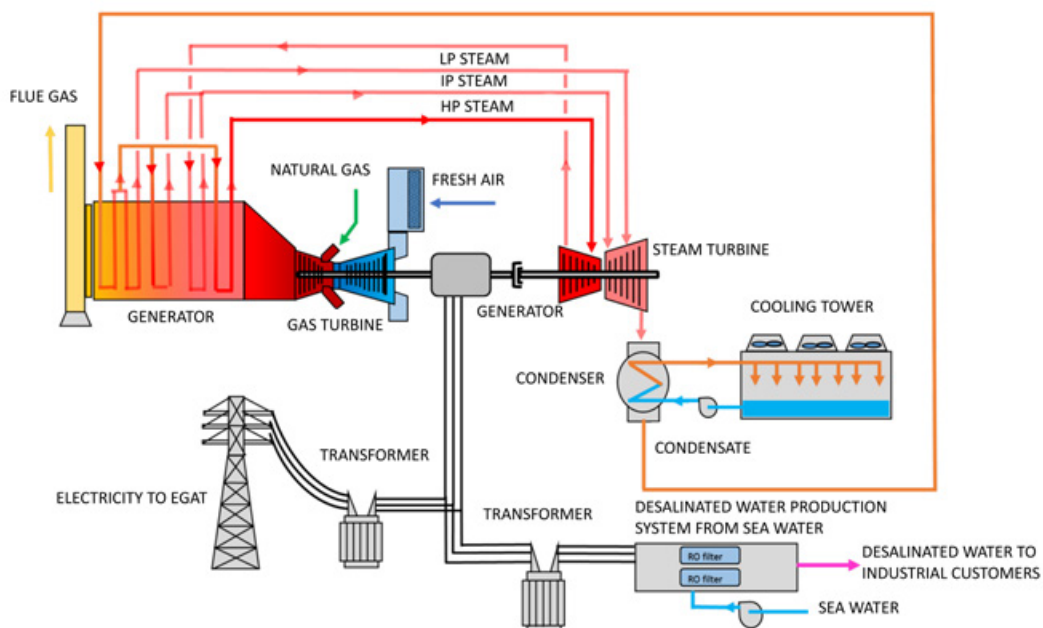 LP STEAM
IP STEAM
HP STEAM
FLUE GAS
NATURAL GAS
FRESH AIR
STEAM TURBINE
GENERATOR
GAS TURBINE
GENERATOR
COOLING TOWER
CONDENSER
CONDENSATE
TRANSFORMER
ELECTRICITY TO EGAT
TRANSFORMER
DESALINATED WATER PRODUCTION
SYSTEM FROM SEA WATER
RO filter
RO filter
DESALINATED WATER TO
INDUSTRIAL CUSTOMERS
SEA WATER